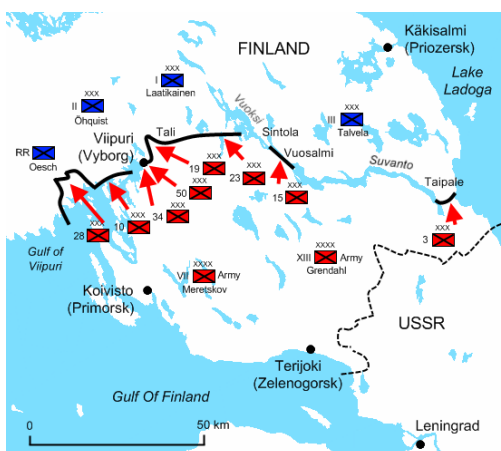 FINLAND
Käkisalmi
(Priozersk)
Lake
Ladoga
XXX
I
Laatikainen
XXX
II
Öhquist
Vuoksi
XXX
III
Talvela
Viipuri
(Vyborg)
Tali
Sintola
Vuosalmi
RR
Oesch
Suvanto
Taipale
XXX
19
XXX
23
XXX
50
XXX
15
XXX
34
XXX
10
XXX
28
XXX
3
Gulf of
Viipuri
XXXX
VII
Army
Meretskov
XXXX
XIII
Army
Grendahl
Koivisto
(Primorsk)
USSR
Terijoki
(Zelenogorsk)
Gulf Of Finland
Leningrad
0
50 km